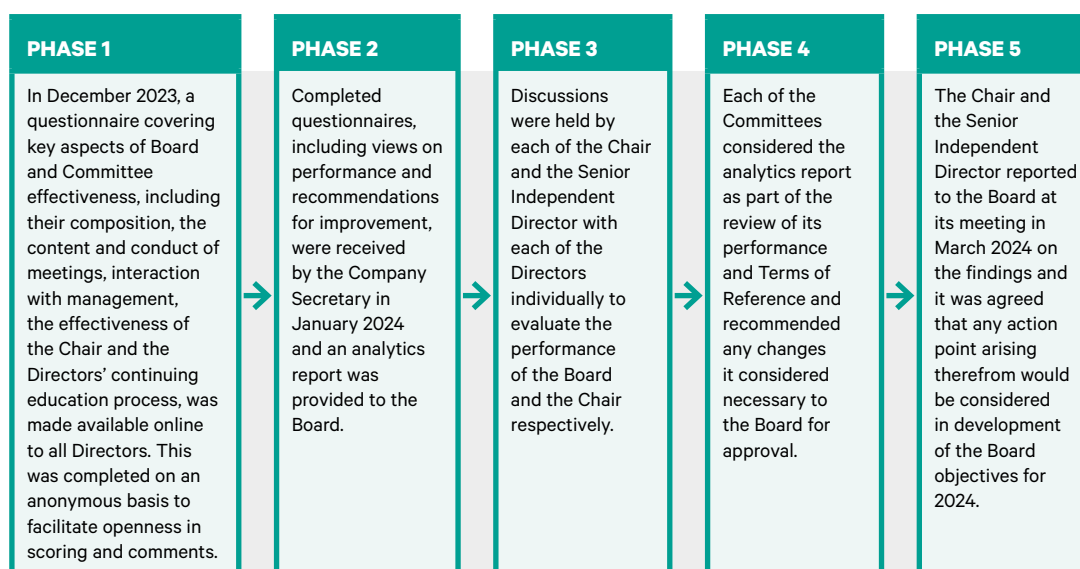 PHASE 1
In December 2023, a
questionnaire covering
key aspects of Board
and Committee
effectiveness, including
their composition, the
content and conduct of
meetings, interaction
with management,
the effectiveness of
the Chair and the
Directors' continuing
education process, was
made available online
to all Directors. This
was completed on an
anonymous basis to
facilitate openness in
scoring and comments.
PHASE 2
Completed
questionnaires,
including views on
performance and
recommendations
for improvement,
were received
by the Company
Secretary in
January 2024
and an analytics
report was
provided to the
Board.
PHASE 3
Discussions
were held by
each of the Chair
and the Senior
Independent
Director with
each of the
Directors
individually to
evaluate the
performance
of the Board
and the Chair
respectively.
PHASE 4
Each of the
Committees
considered the
analytics report
as part of the
review of its
performance
and Terms of
Reference and
recommended
any changes
it considered
necessary to
the Board for
approval.
PHASE 5
The Chair and
the Senior
Independent
Director reported
to the Board at
its meeting in
March 2024 on
the findings and
it was agreed
that any action
point arising
therefrom would
be considered
in development
of the Board
objectives for
2024.